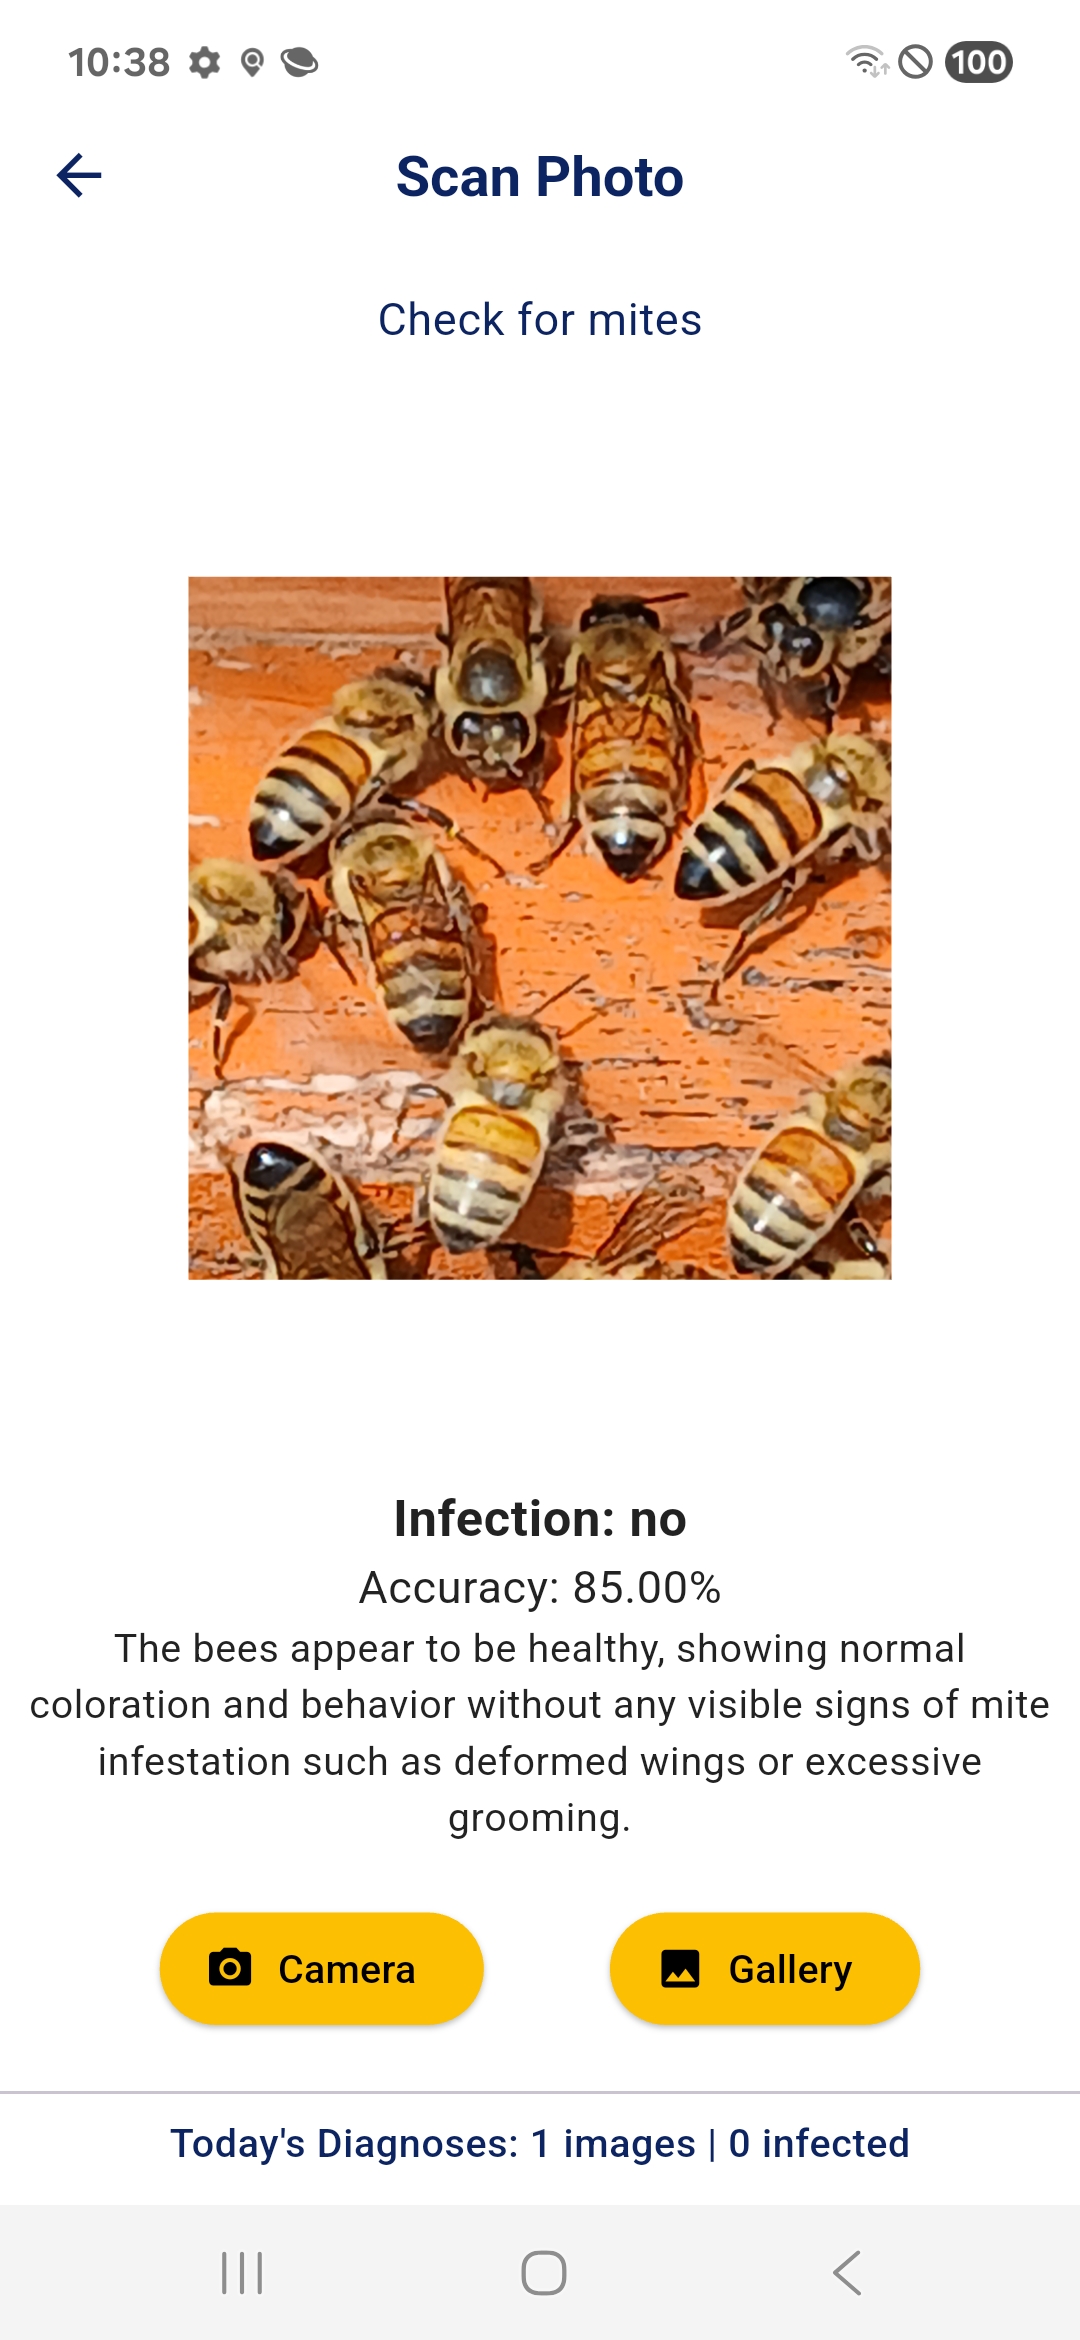 10:38
100
Scan Photo
Check for mites
Infection: no
Accuracy: 85.00%
The bees appear to be healthy, showing normal
coloration and behavior without any visible signs of mite
infestation such as deformed wings or excessive
grooming.
Camera
Gallery
Today's Diagnoses: 1 images | 0 infected